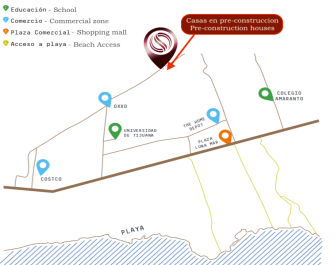 Educación - School
Comercio - Commercial zone
Plaza Comercial - Shopping mall
Acceso a playa - Beach Access
Casas en pre-construccion
Pre-construction houses
OXXO
COLEGIO
AMARANTO
THE HOME
DEPOT
UNIVERSIDAD
DE TIJUANA
PLAZA
LUNA MAR
COSTCO
PLAYA